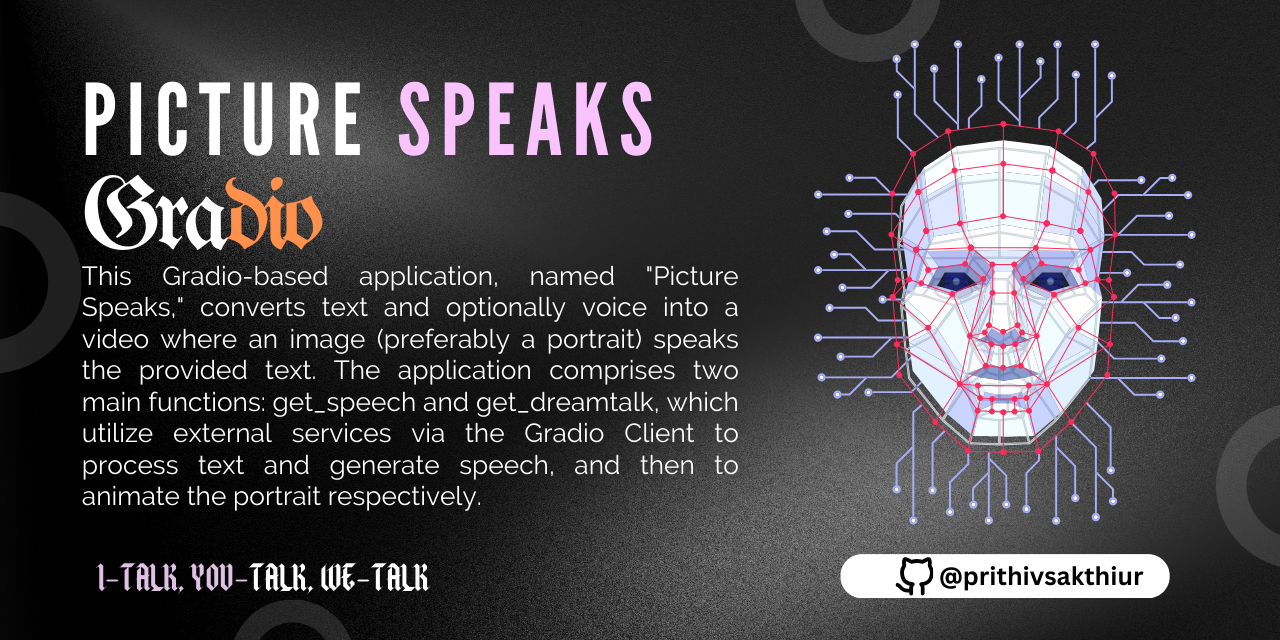 PICTURE SPEAKS
Gradio
This Gradio-based application, named "Picture
Speaks," converts text and optionally voice into a
video where an image (preferably a portrait) speaks
the provided text. The application comprises two
main functions: get_speech and get_dreamtalk, which
utilize external services via the Gradio Client to
process text and generate speech, and then to
animate the portrait respectively.
I-TALK, YOU-TALK, WE-TALK
@prithivsakthiur